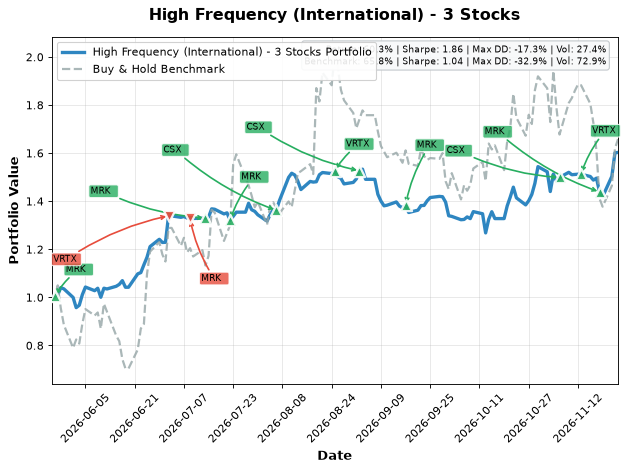 High Frequency (International) - 3 Stocks
High Frequency (International) - 3 Stocks Portfolio
Buy & Hold Benchmark
3% | Sharpe: 1.86 | Max DD: -17.3% | Vol: 27.4%
8% | Sharpe: 1.04 | Max DD: -32.9% | Vol: 72.9%
Portfolio Value
2.0
1.8
1.6
1.4
1.2
1.0
0.8
CSX
CSX
MRK
VRTX
MRK
MRK
VRTX
MRK
CSX
MRK
VRTX
MRK
2026-06-05
2026-06-21
2026-07-07
2026-07-23
2026-08-08
2026-08-24
2026-09-09
2026-09-25
2026-10-11
2026-10-27
2026-11-12
Date